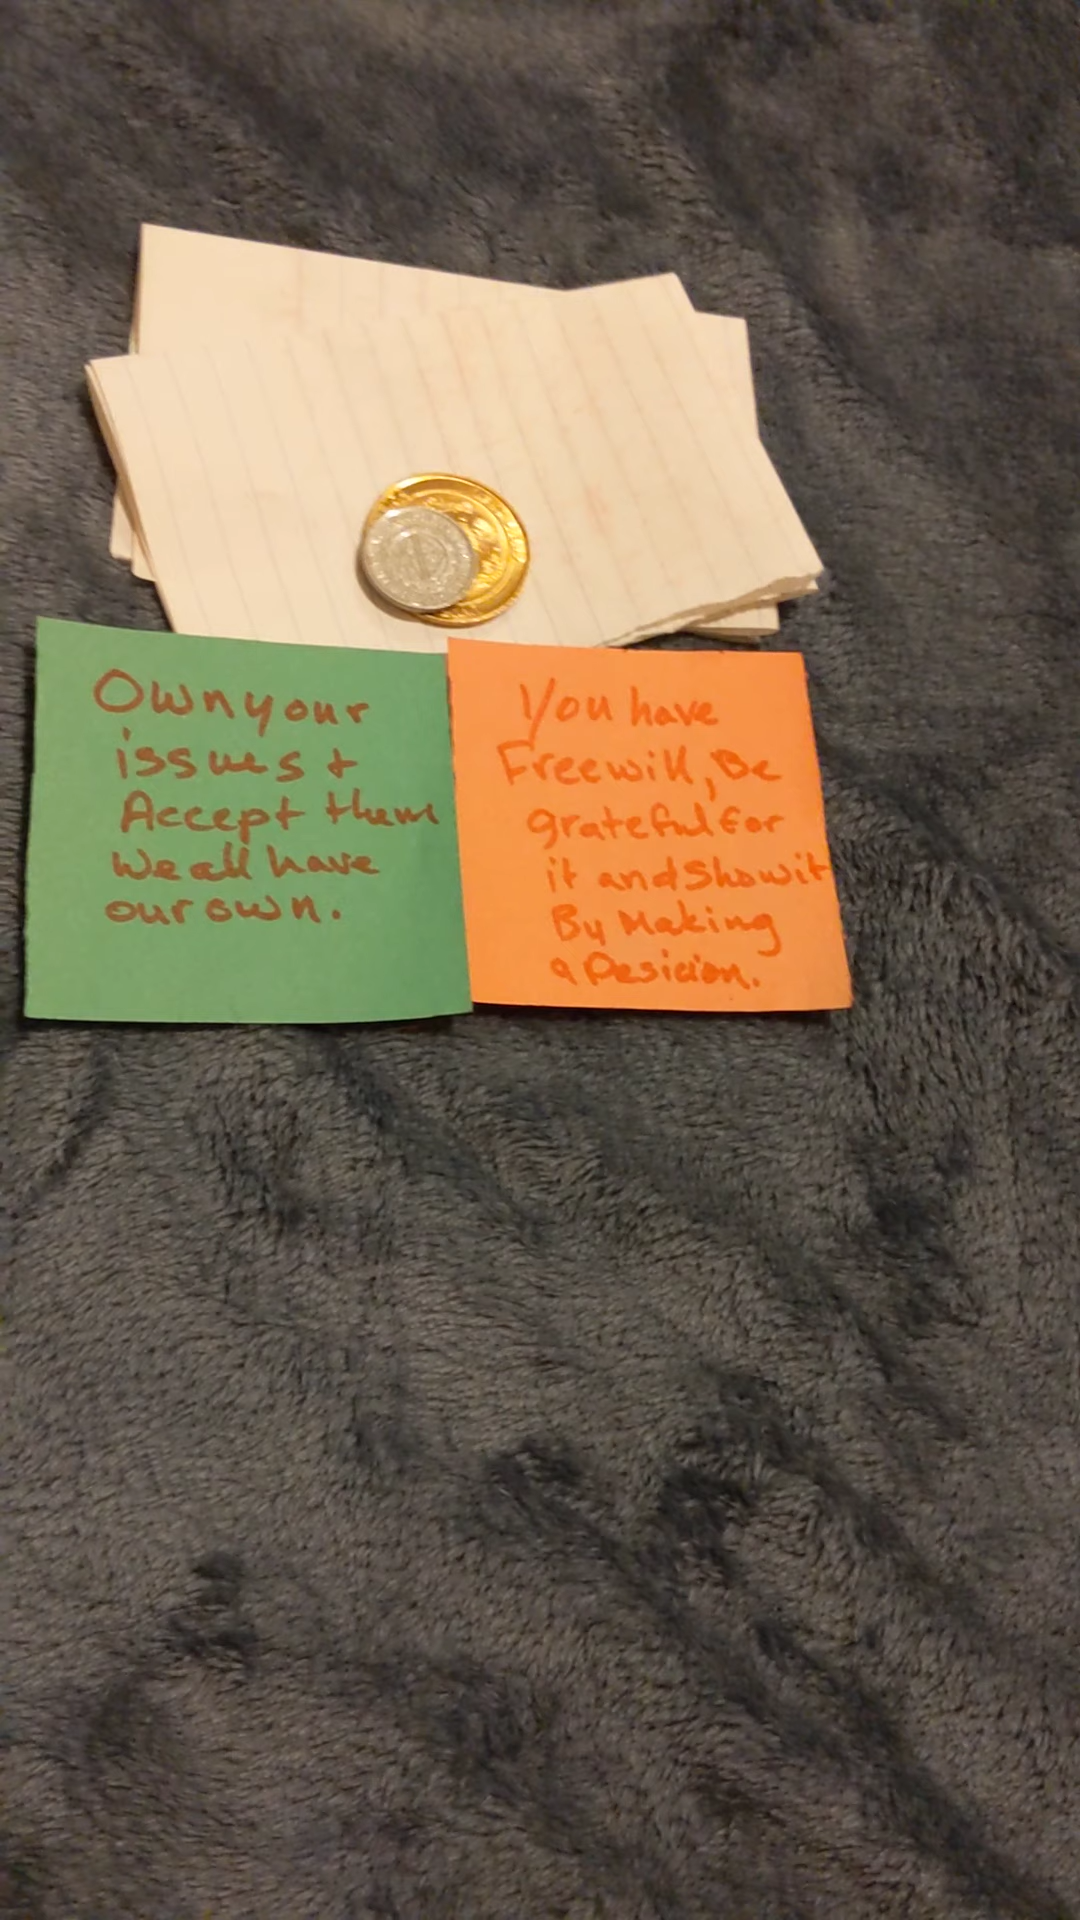 Own your
issues +
Accept them
We all have
our own.
You have
Freewill, Be
grateful for
it and Show it
By Making
a Desicion.